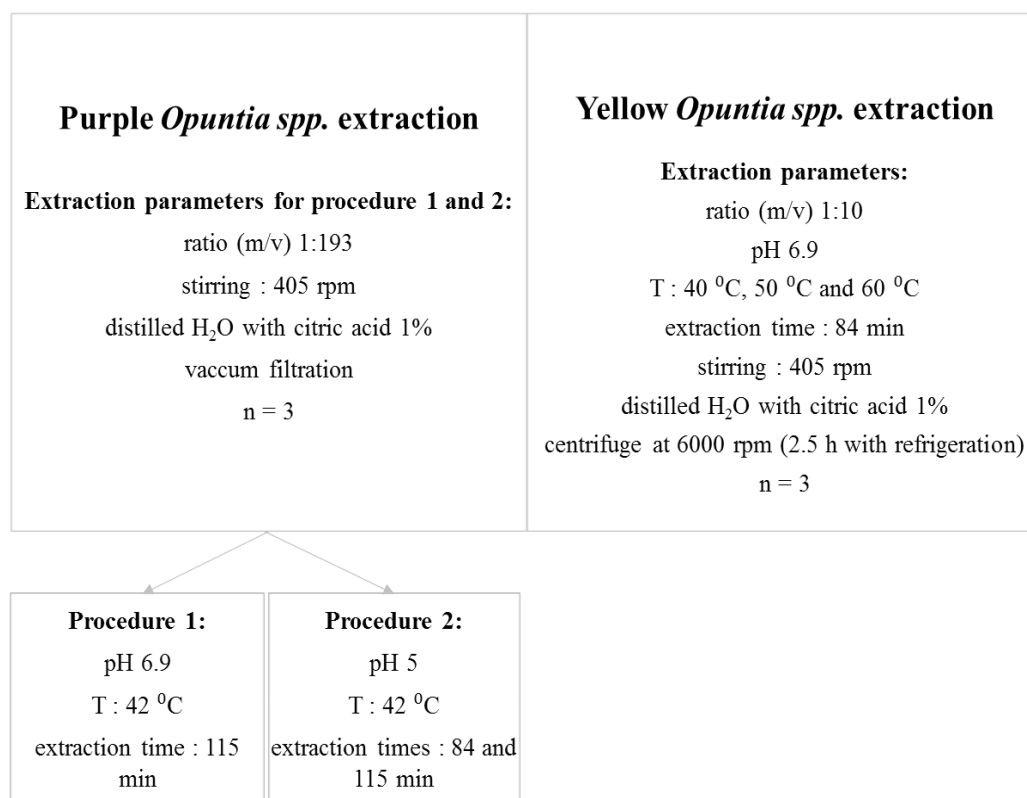 Purple Opuntia spp. extraction
Extraction parameters for procedure 1 and 2:
ratio (m/v) 1:193
stirring : 405 rpm
distilled H₂O with citric acid 1%
vaccum filtration
n = 3
Yellow Opuntia spp. extraction
Extraction parameters:
ratio (m/v) 1:10
pH 6.9
T : 40 ⁰C, 50 ⁰C and 60 ⁰C
extraction time : 84 min
stirring : 405 rpm
distilled H₂O with citric acid 1%
centrifuge at 6000 rpm (2.5 h with refrigeration)
n = 3
Procedure 1:
pH 6.9
T : 42 ⁰C
extraction time : 115
min
Procedure 2:
pH 5
T : 42 ⁰C
extraction times : 84 and
115 min